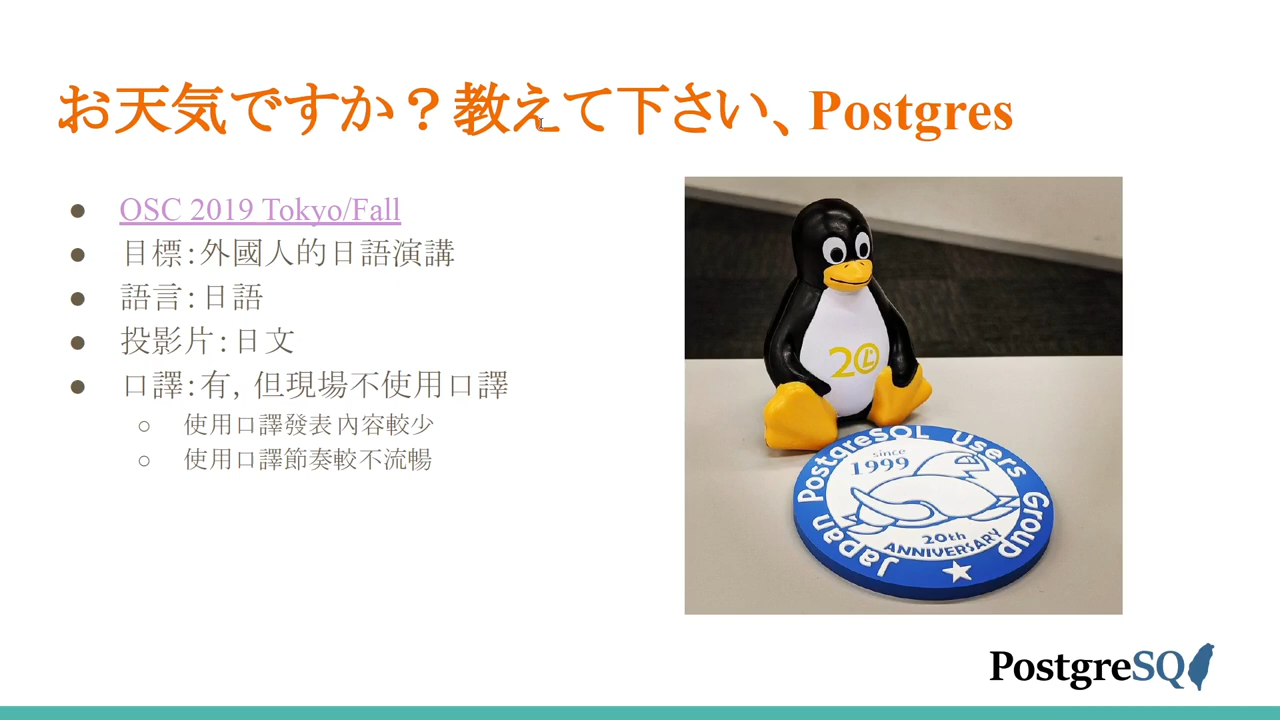 お天気ですか？教えて下さい、Postgres
● OSC 2019 Tokyo/Fall
● 目標：外國人的日語演講
● 語言：日語
● 投影片：日文
● 口譯：有，但現場不使用口譯
○ 使用口譯發表內容較少
○ 使用口譯節奏較不流暢
20
Japan PostgreSQL Users Group
since
1999
20th
ANNIVERSARY
PostgreSQ